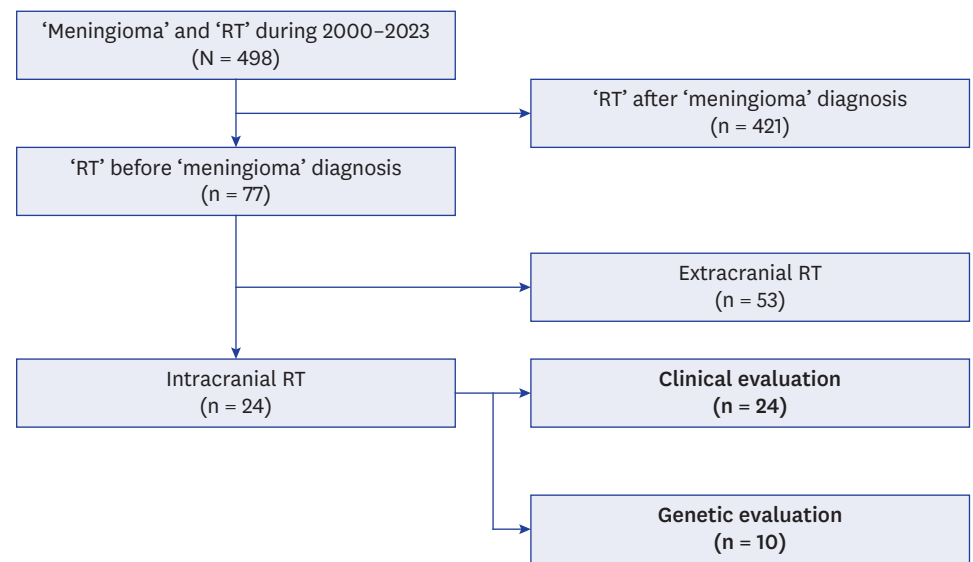 ‘Meningioma’ and ‘RT’ during 2000–2023
(N = 498)
‘RT’ after ‘meningioma’ diagnosis
(n = 421)
‘RT’ before ‘meningioma’ diagnosis
(n = 77)
Extracranial RT
(n = 53)
Intracranial RT
(n = 24)
Clinical evaluation
(n = 24)
Genetic evaluation
(n = 10)